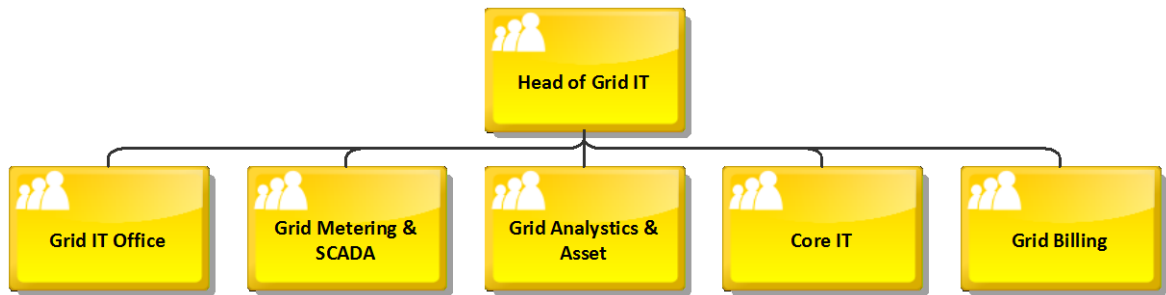 Head of Grid IT
Grid IT Office
Grid Metering &
SCADA
Grid Analystics &
Asset
Core IT
Grid Billing